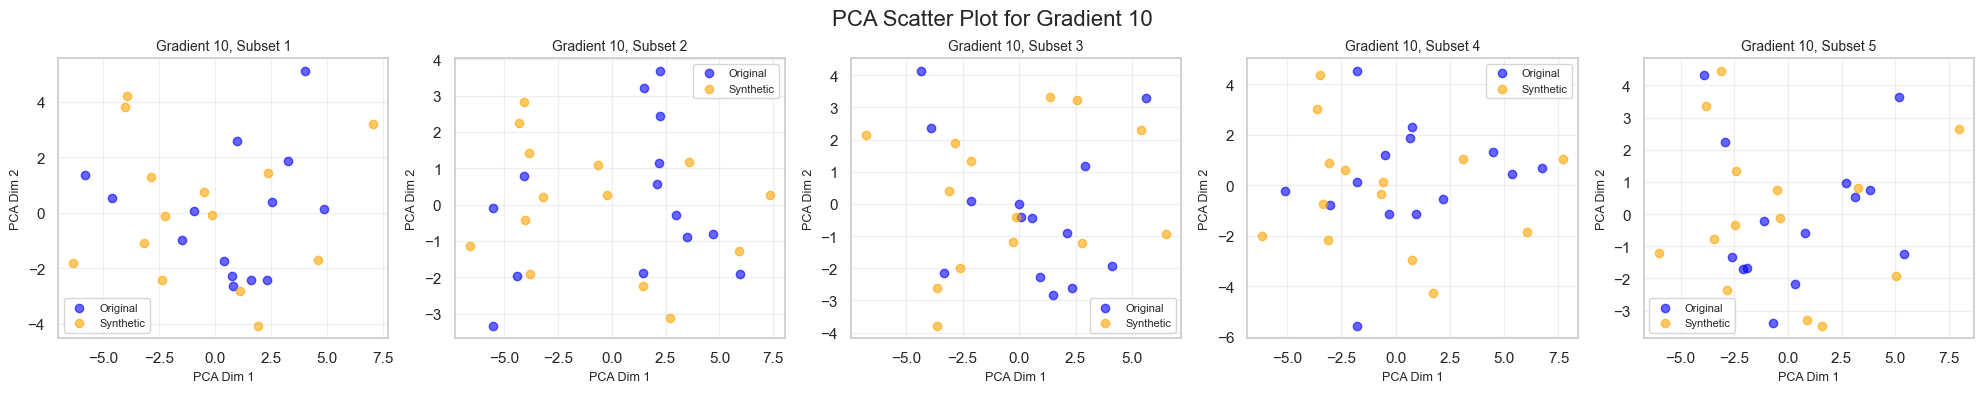 PCA Scatter Plot for Gradient 10
Gradient 10, Subset 1
4
2
0
−2
−4
PCA Dim 2
Original
Synthetic
−5.0 −2.5 0.0 2.5 5.0 7.5
PCA Dim 1
Gradient 10, Subset 2
4
3
2
1
0
−1
−2
−3
PCA Dim 2
Original
Synthetic
−5.0 −2.5 0.0 2.5 5.0 7.5
PCA Dim 1
Gradient 10, Subset 3
4
3
2
1
0
−1
−2
−3
−4
PCA Dim 2
Original
Synthetic
−5.0 −2.5 0.0 2.5 5.0
PCA Dim 1
Gradient 10, Subset 4
4
2
0
−2
−4
−6
PCA Dim 2
Original
Synthetic
−5.0 −2.5 0.0 2.5 5.0 7.5
PCA Dim 1
Gradient 10, Subset 5
4
3
2
1
0
−1
−2
−3
PCA Dim 2
Original
Synthetic
−5.0 −2.5 0.0 2.5 5.0 7.5
PCA Dim 1